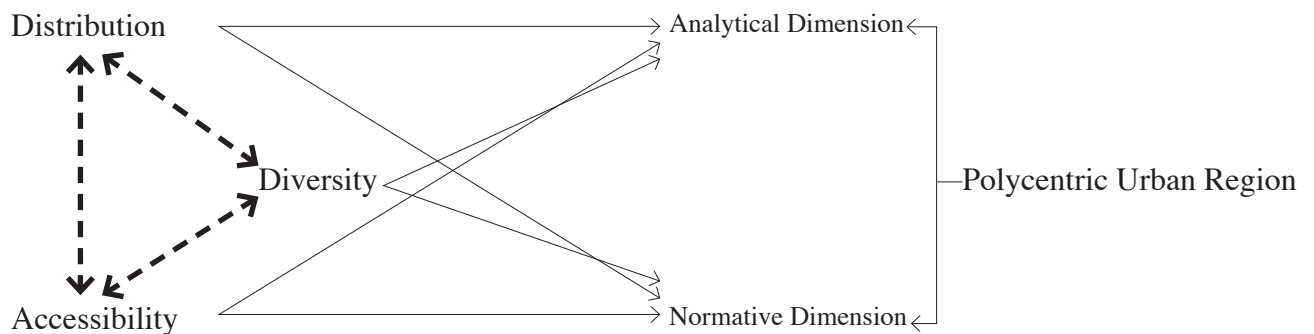 Distribution
Analytical Dimension
Diversity
Polycentric Urban Region
Accessibility
Normative Dimension